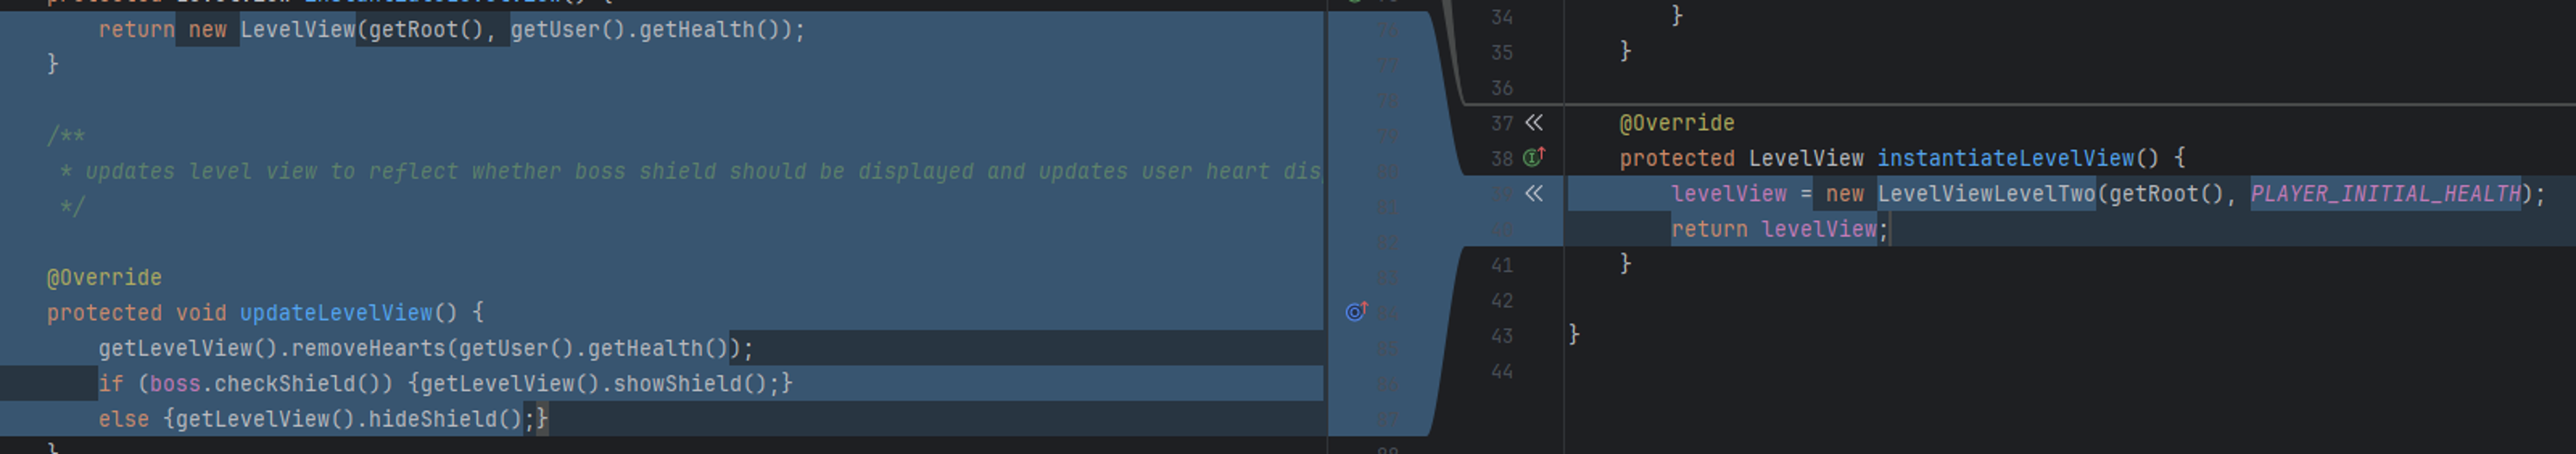 return new LevelView(getRoot(), getUser().getHealth());
    }

    /**
     * updates level view to reflect whether boss shield should be displayed and updates user heart
     */

    @Override
    protected void updateLevelView() {
        getLevelView().removeHearts(getUser().getHealth());
        if (boss.checkShield()) {getLevelView().showShield();}
        else {getLevelView().hideShield();}
    }
34          }
35      }
36
37      @Override
38      protected LevelView instantiateLevelView() {
39          levelView = new LevelViewLevelTwo(getRoot(), PLAYER_INITIAL_HEALTH);
            return levelView;
41      }
42
43  }
44